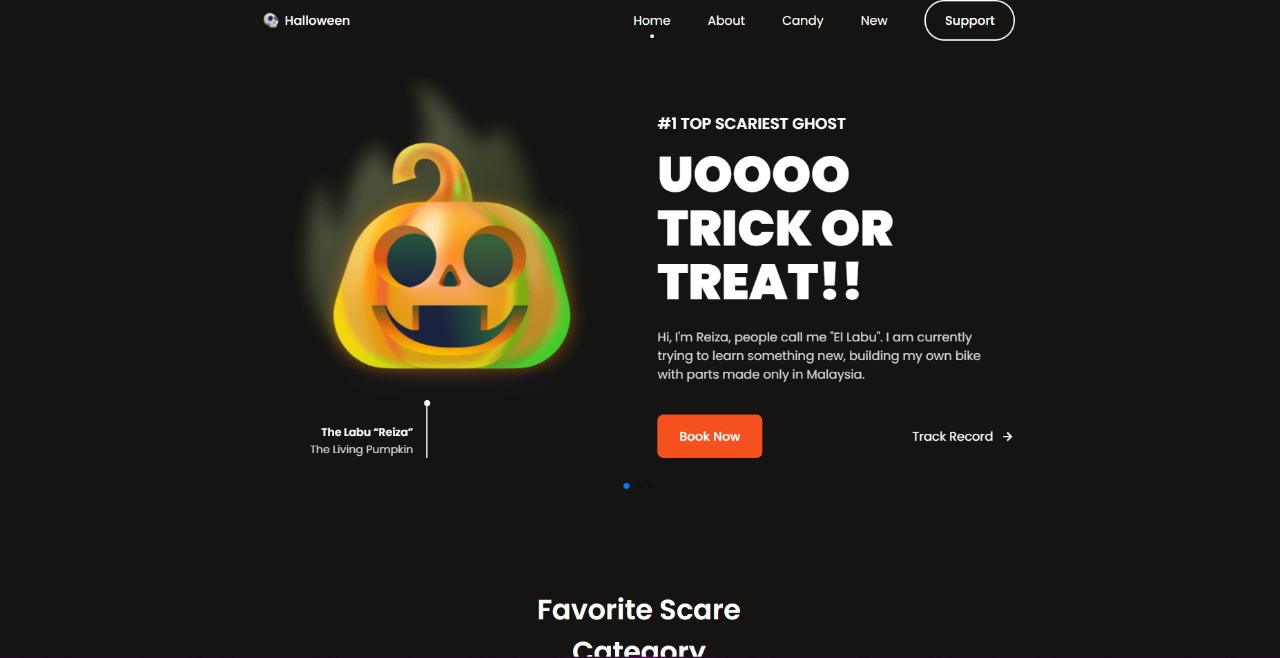 Halloween
Home
About
Candy
New
Support
#1 TOP SCARIEST GHOST
UOOOO
TRICK OR
TREAT!!
Hi, I'm Reiza, people call me "El Labu". I am currently
trying to learn something new, building my own bike
with parts made only in Malaysia.
Book Now
Track Record
The Labu “Reiza”
The Living Pumpkin
Favorite Scare
Category